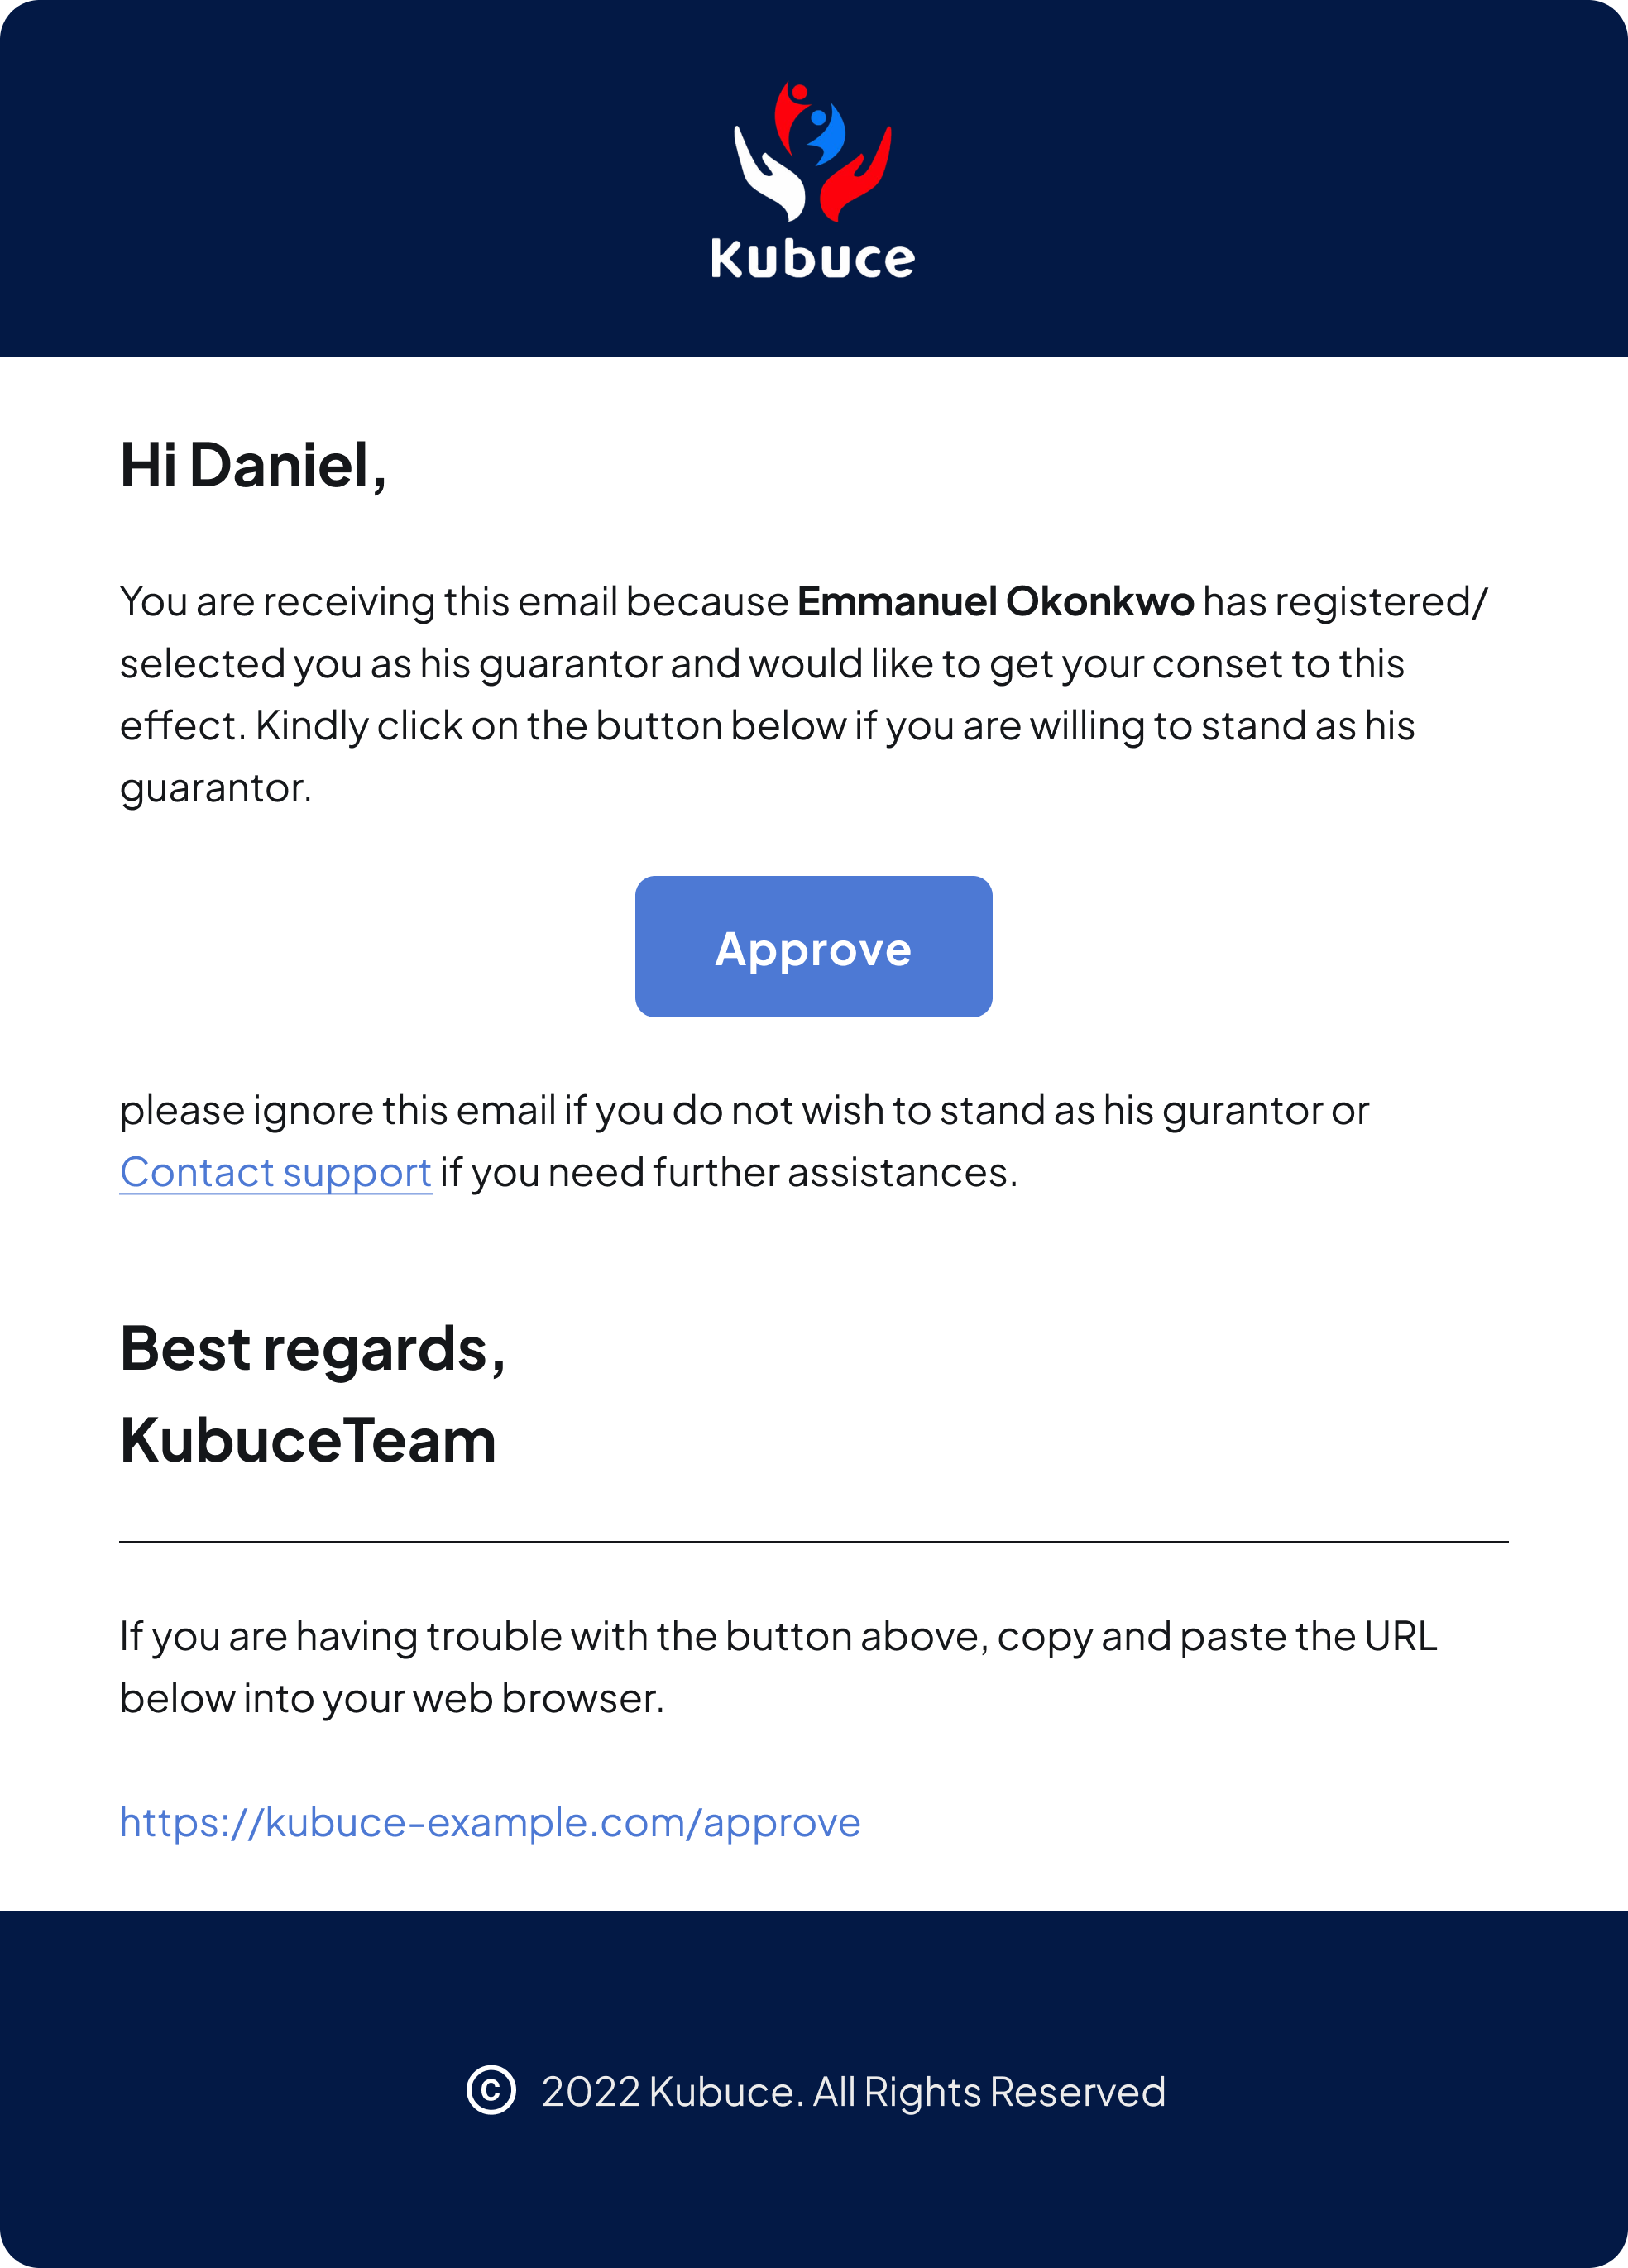 Kubuce
Hi Daniel,
You are receiving this email because Emmanuel Okonkwo has registered/
selected you as his guarantor and would like to get your conset to this
effect. Kindly click on the button below if you are willing to stand as his
guarantor.
Approve
please ignore this email if you do not wish to stand as his gurantor or
Contact support if you need further assistances.
Best regards,
KubuceTeam
If you are having trouble with the button above, copy and paste the URL
below into your web browser.
https://kubuce-example.com/approve
© 2022 Kubuce. All Rights Reserved